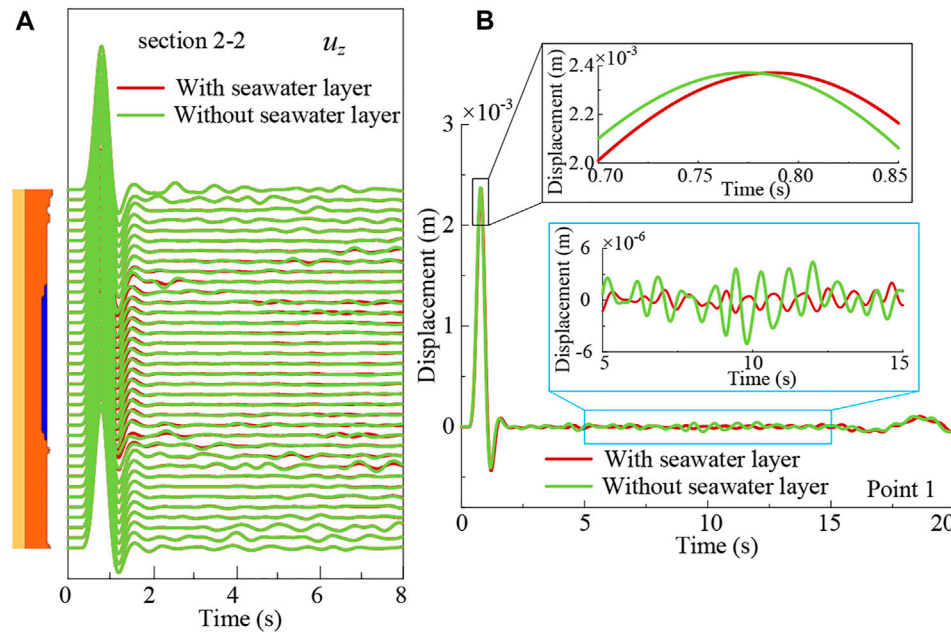 A
section 2-2
u_z
With seawater layer
Without seawater layer
0
2
4
6
8
Time (s)
B
×10⁻³
3
2
1
0
Displacement (m)
×10⁻³
2.4
2.2
2.0
Displacement (m)
0.70
0.75
0.80
0.85
Time (s)
×10⁻⁶
6
0
-6
Displacement (m)
5
10
15
Time (s)
With seawater layer
Without seawater layer
Point 1
0
5
10
15
20
Time (s)